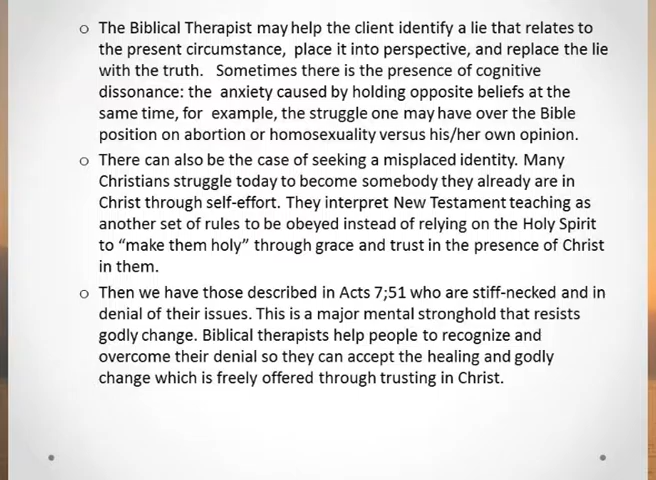 o The Biblical Therapist may help the client identify a lie that relates to
the present circumstance,  place it into perspective, and replace the lie
with the truth.   Sometimes there is the presence of cognitive
dissonance: the  anxiety caused by holding opposite beliefs at the
same time, for  example, the struggle one may have over the Bible
position on abortion or homosexuality versus his/her own opinion.
o There can also be the case of seeking a misplaced identity. Many
Christians struggle today to become somebody they already are in
Christ through self-effort. They interpret New Testament teaching as
another set of rules to be obeyed instead of relying on the Holy Spirit
to “make them holy” through grace and trust in the presence of Christ
in them.
o Then we have those described in Acts 7;51 who are stiff-necked and in
denial of their issues. This is a major mental stronghold that resists
godly change. Biblical therapists help people to recognize and
overcome their denial so they can accept the healing and godly
change which is freely offered through trusting in Christ.